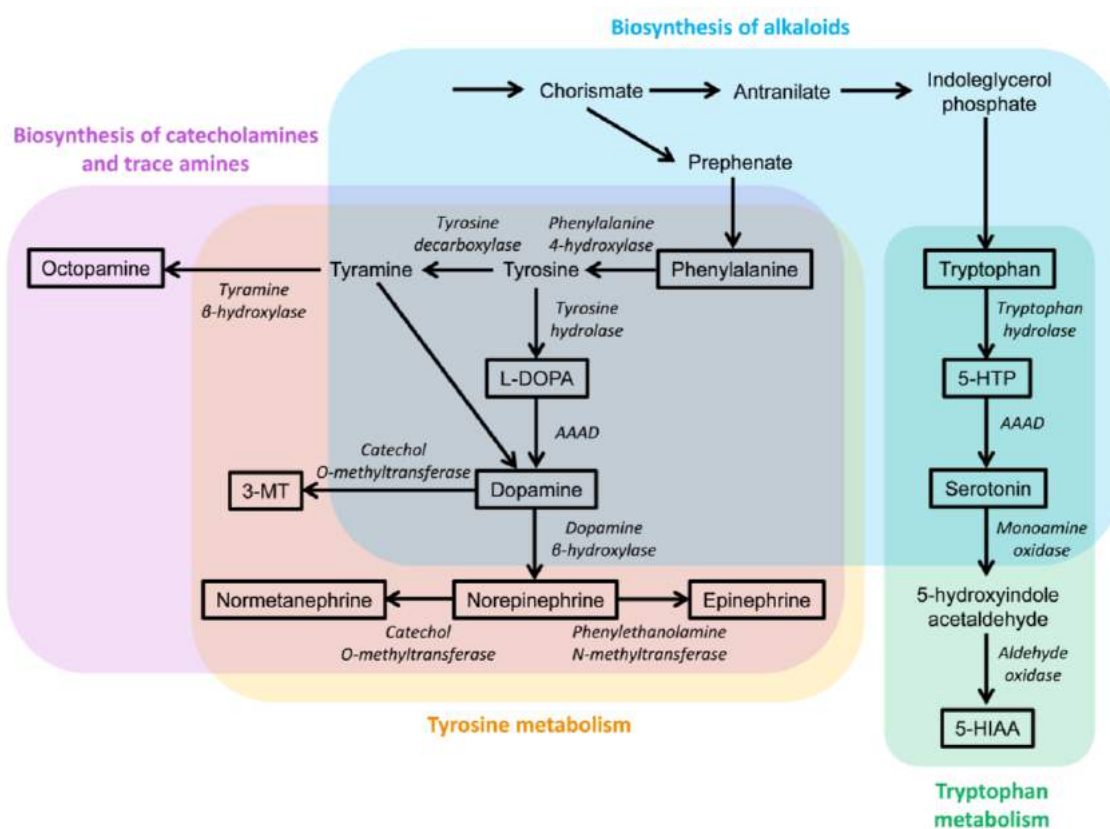 Biosynthesis of alkaloids
Chorismate
Antranilate
Indoleglycerol
phosphate
Biosynthesis of catecholamines
and trace amines
Prephenate
Tyrosine
decarboxylase
Phenylalanine
4-hydroxylase
Octopamine
Tyramine
Tyrosine
Phenylalanine
Tryptophan
Tyramine
β-hydroxylase
Tyrosine
hydrolase
Tryptophan
hydrolase
L-DOPA
5-HTP
AAAD
AAAD
Catechol
O-methyltransferase
3-MT
Dopamine
Serotonin
Dopamine
β-hydroxylase
Monoamine
oxidase
Normetanephrine
Norepinephrine
Epinephrine
5-hydroxyindole
acetaldehyde
Catechol
O-methyltransferase
Phenylethanolamine
N-methyltransferase
Aldehyde
oxidase
Tyrosine metabolism
5-HIAA
Tryptophan
metabolism